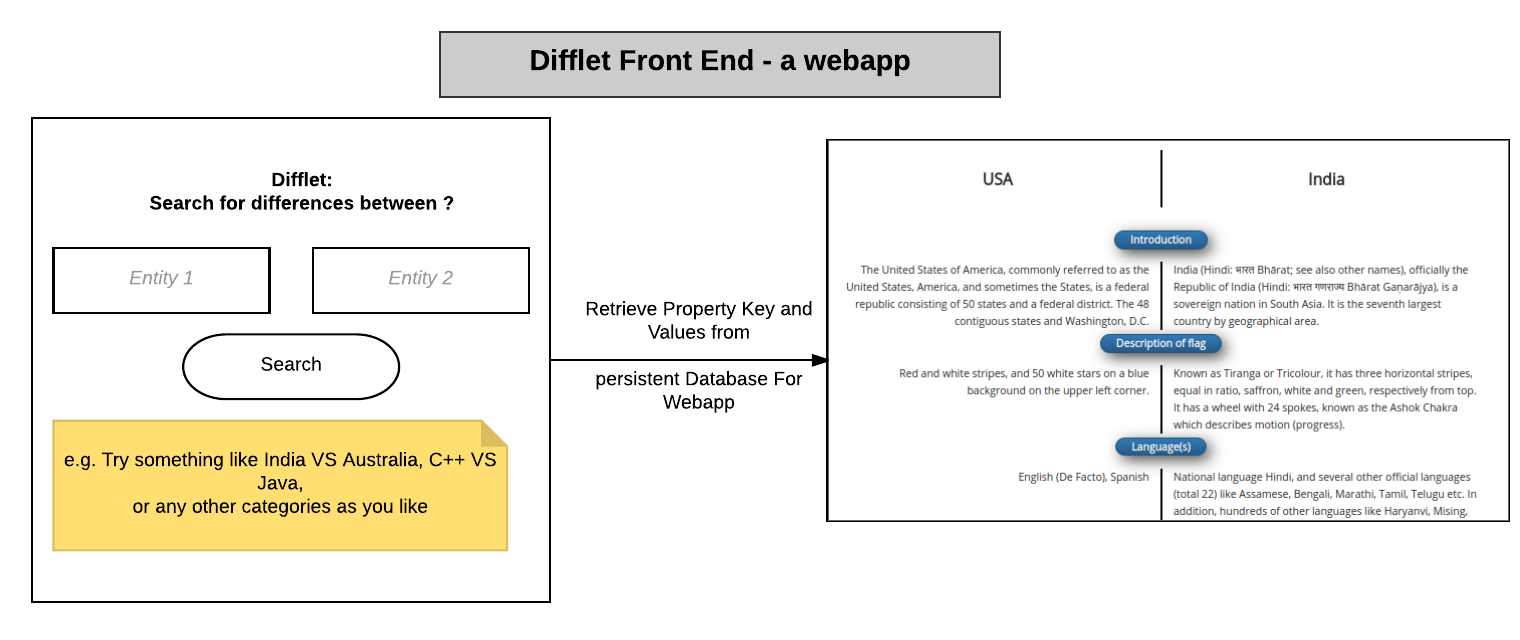 Difflet Front End - a webapp
Difflet:
Search for differences between ?
Entity 1
Entity 2
Search
e.g. Try something like India VS Australia, C++ VS
Java,
or any other categories as you like
Retrieve Property Key and
Values from
persistent Database For
Webapp
USA
India
Introduction
The United States of America, commonly referred to as the
United States, America, and sometimes the States, is a federal
republic consisting of 50 states and a federal district. The 48
contiguous states and Washington, D.C.
India (Hindi: भारत Bhārat; see also other names), officially the
Republic of India (Hindi: भारत गणराज्य Bhārat Gaṇarājya), is a
sovereign nation in South Asia. It is the seventh largest
country by geographical area.
Description of flag
Red and white stripes, and 50 white stars on a blue
background on the upper left corner.
Known as Tiranga or Tricolour, it has three horizontal stripes,
equal in ratio, saffron, white and green, respectively from top.
It has a wheel with 24 spokes, known as the Ashok Chakra
which describes motion (progress).
Language(s)
English (De Facto), Spanish
National language Hindi, and several other official languages
(total 22) like Assamese, Bengali, Marathi, Tamil, Telugu etc. In
addition, hundreds of other languages like Haryanvi, Mising,